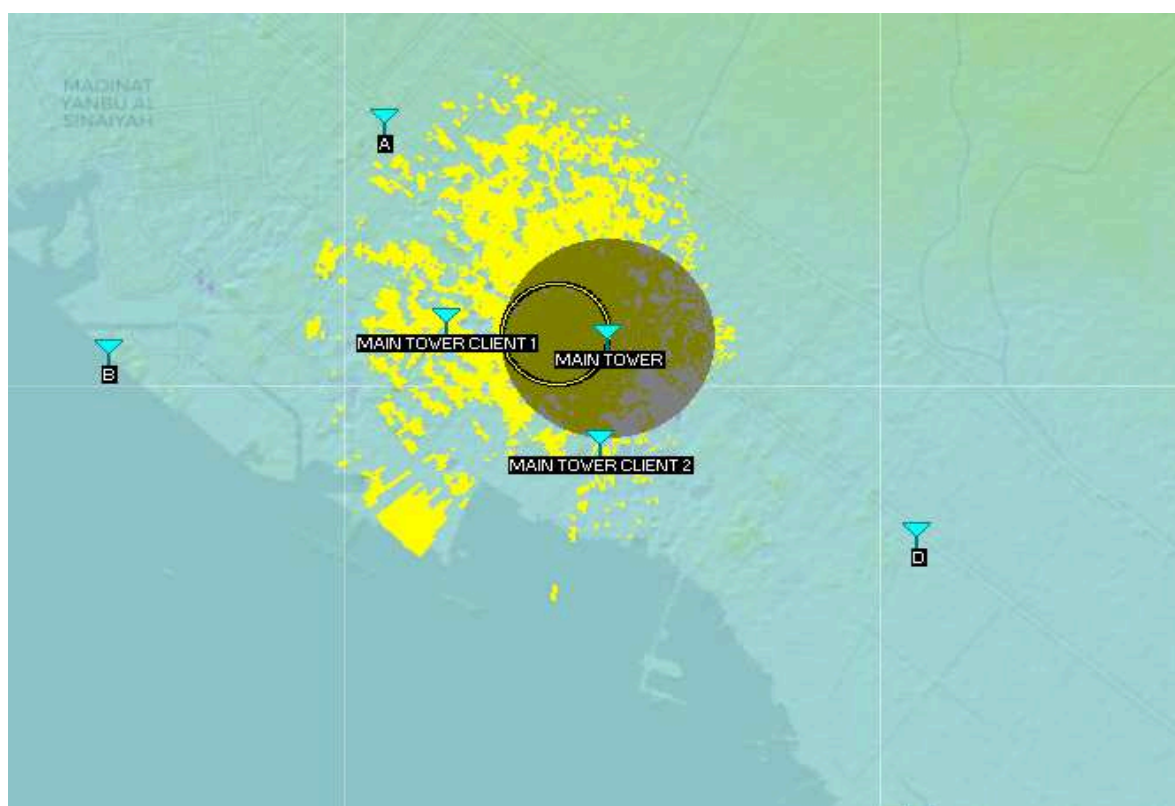 MADINAT
YANBU AL
SINAIYAH
A
MAIN TOWER CLIENT 1
MAIN TOWER
B
MAIN TOWER CLIENT 2
D